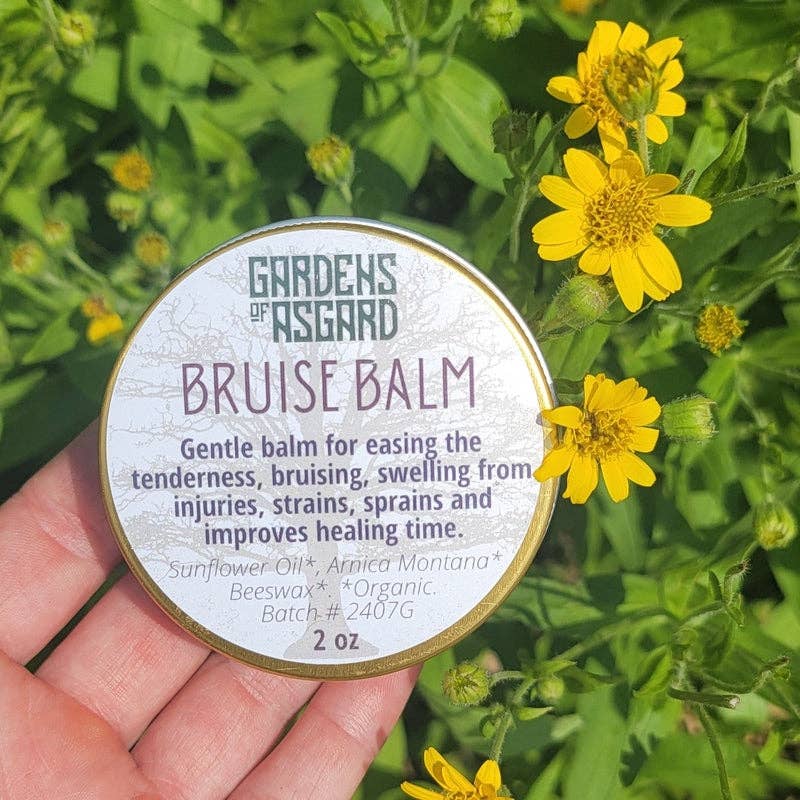 GARDENS
OF ASGARD
BRUISE BALM
Gentle balm for easing the
tenderness, bruising, swelling from
injuries, strains, sprains and
improves healing time.
Sunflower Oil*, Arnica Montana*
Beeswax*. *Organic.
Batch # 2407G
2 oz